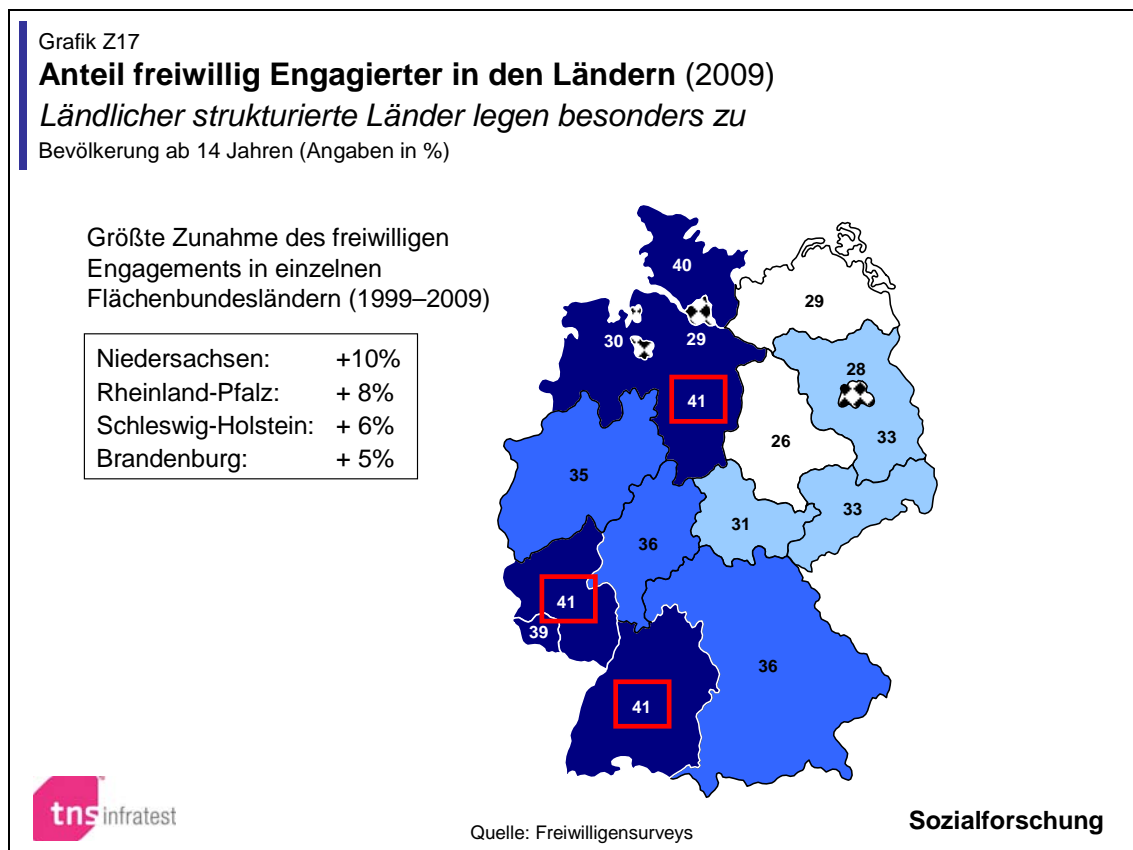 Grafik Z17
Anteil freiwillig Engagierter in den Ländern (2009)
Ländlicher strukturierte Länder legen besonders zu
Bevölkerung ab 14 Jahren (Angaben in %)
Größte Zunahme des freiwilligen
Engagements in einzelnen
Flächenbundesländern (1999–2009)
Niedersachsen: +10%
Rheinland-Pfalz: + 8%
Schleswig-Holstein: + 6%
Brandenburg: + 5%
40
29
30
29
28
41
26
33
35
33
31
36
41
39
36
41
tns infratest
Quelle: Freiwilligensurveys
Sozialforschung